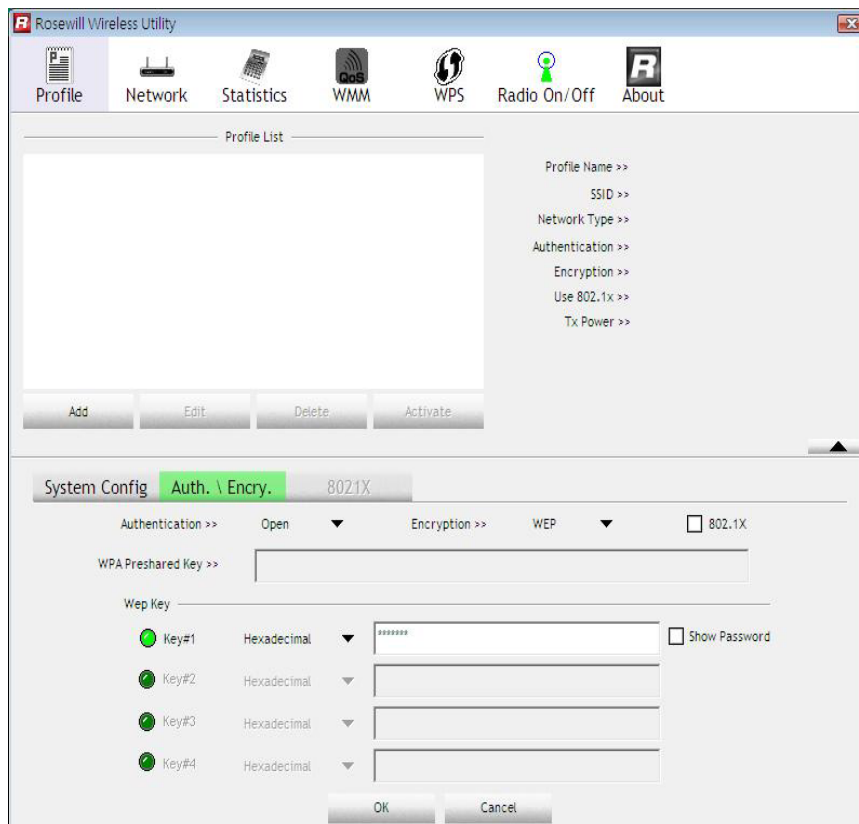 R Rosewill Wireless Utility
Profile Network Statistics QoS WMM WPS Radio On/Off R About
Profile List
Profile Name >>
SSID >>
Network Type >>
Authentication >>
Encryption >>
Use 802.1x >>
Tx Power >>
Add Edit Delete Activate
System Config Auth. \ Encry. 8021X
Authentication >> Open Encryption >> WEP 802.1X
WPA Preshared Key >>
Wep Key
Key#1 Hexadecimal ******* Show Password
Key#2 Hexadecimal
Key#3 Hexadecimal
Key#4 Hexadecimal
OK Cancel